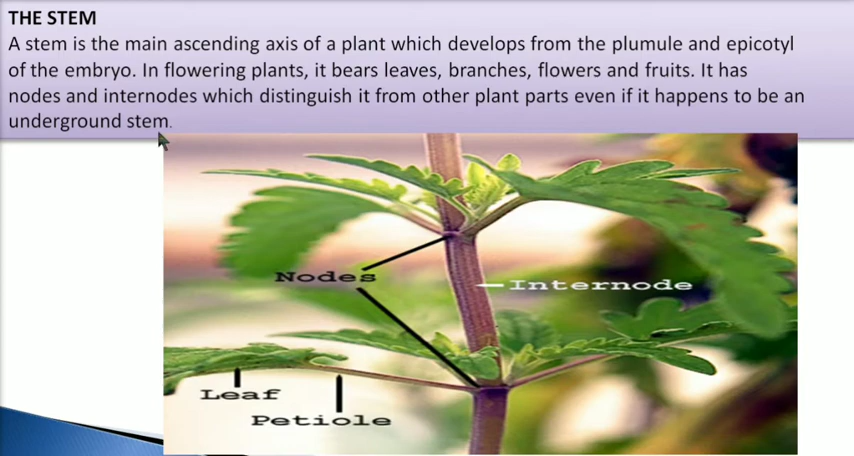 THE STEM
A stem is the main ascending axis of a plant which develops from the plumule and epicotyl
of the embryo. In flowering plants, it bears leaves, branches, flowers and fruits. It has
nodes and internodes which distinguish it from other plant parts even if it happens to be an
underground stem.
Nodes
Internode
Leaf
Petiole